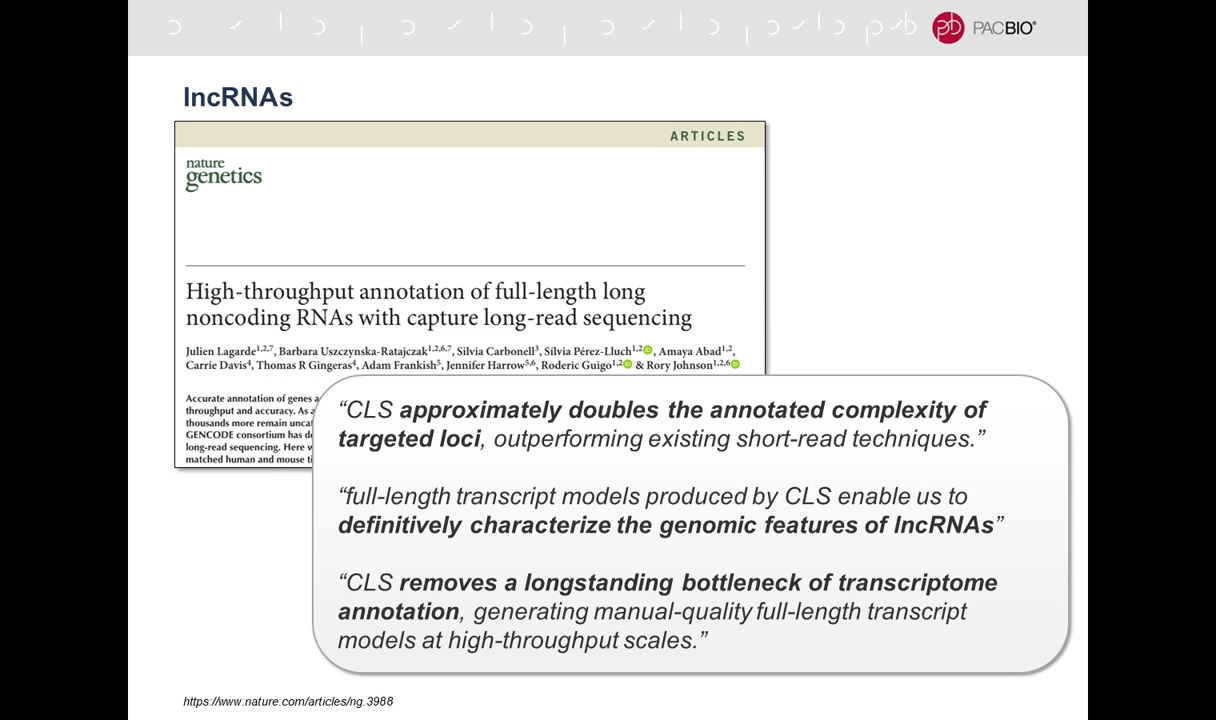 PACBIO®
lncRNAs
ARTICLES
nature
genetics
High-throughput annotation of full-length long
noncoding RNAs with capture long-read sequencing
Julien Lagarde1,2,7, Barbara Uszczynska-Ratajczak1,2,6,7, Silvia Carbonell3, Sílvia Pérez-Lluch1,2, Amaya Abad1,2,
Carrie Davis4, Thomas R Gingeras4, Adam Frankish5, Jennifer Harrow5,6, Roderic Guigo1,2 & Rory Johnson1,2,6
Accurate annotation of genes a
throughput and accuracy. As a
thousands more remain uncat
GENCODE consortium has de
long-read sequencing. Here w
matched human and mouse ti
“CLS approximately doubles the annotated complexity of
targeted loci, outperforming existing short-read techniques.”
“full-length transcript models produced by CLS enable us to
definitively characterize the genomic features of lncRNAs”
“CLS removes a longstanding bottleneck of transcriptome
annotation, generating manual-quality full-length transcript
models at high-throughput scales.”
https://www.nature.com/articles/ng.3988